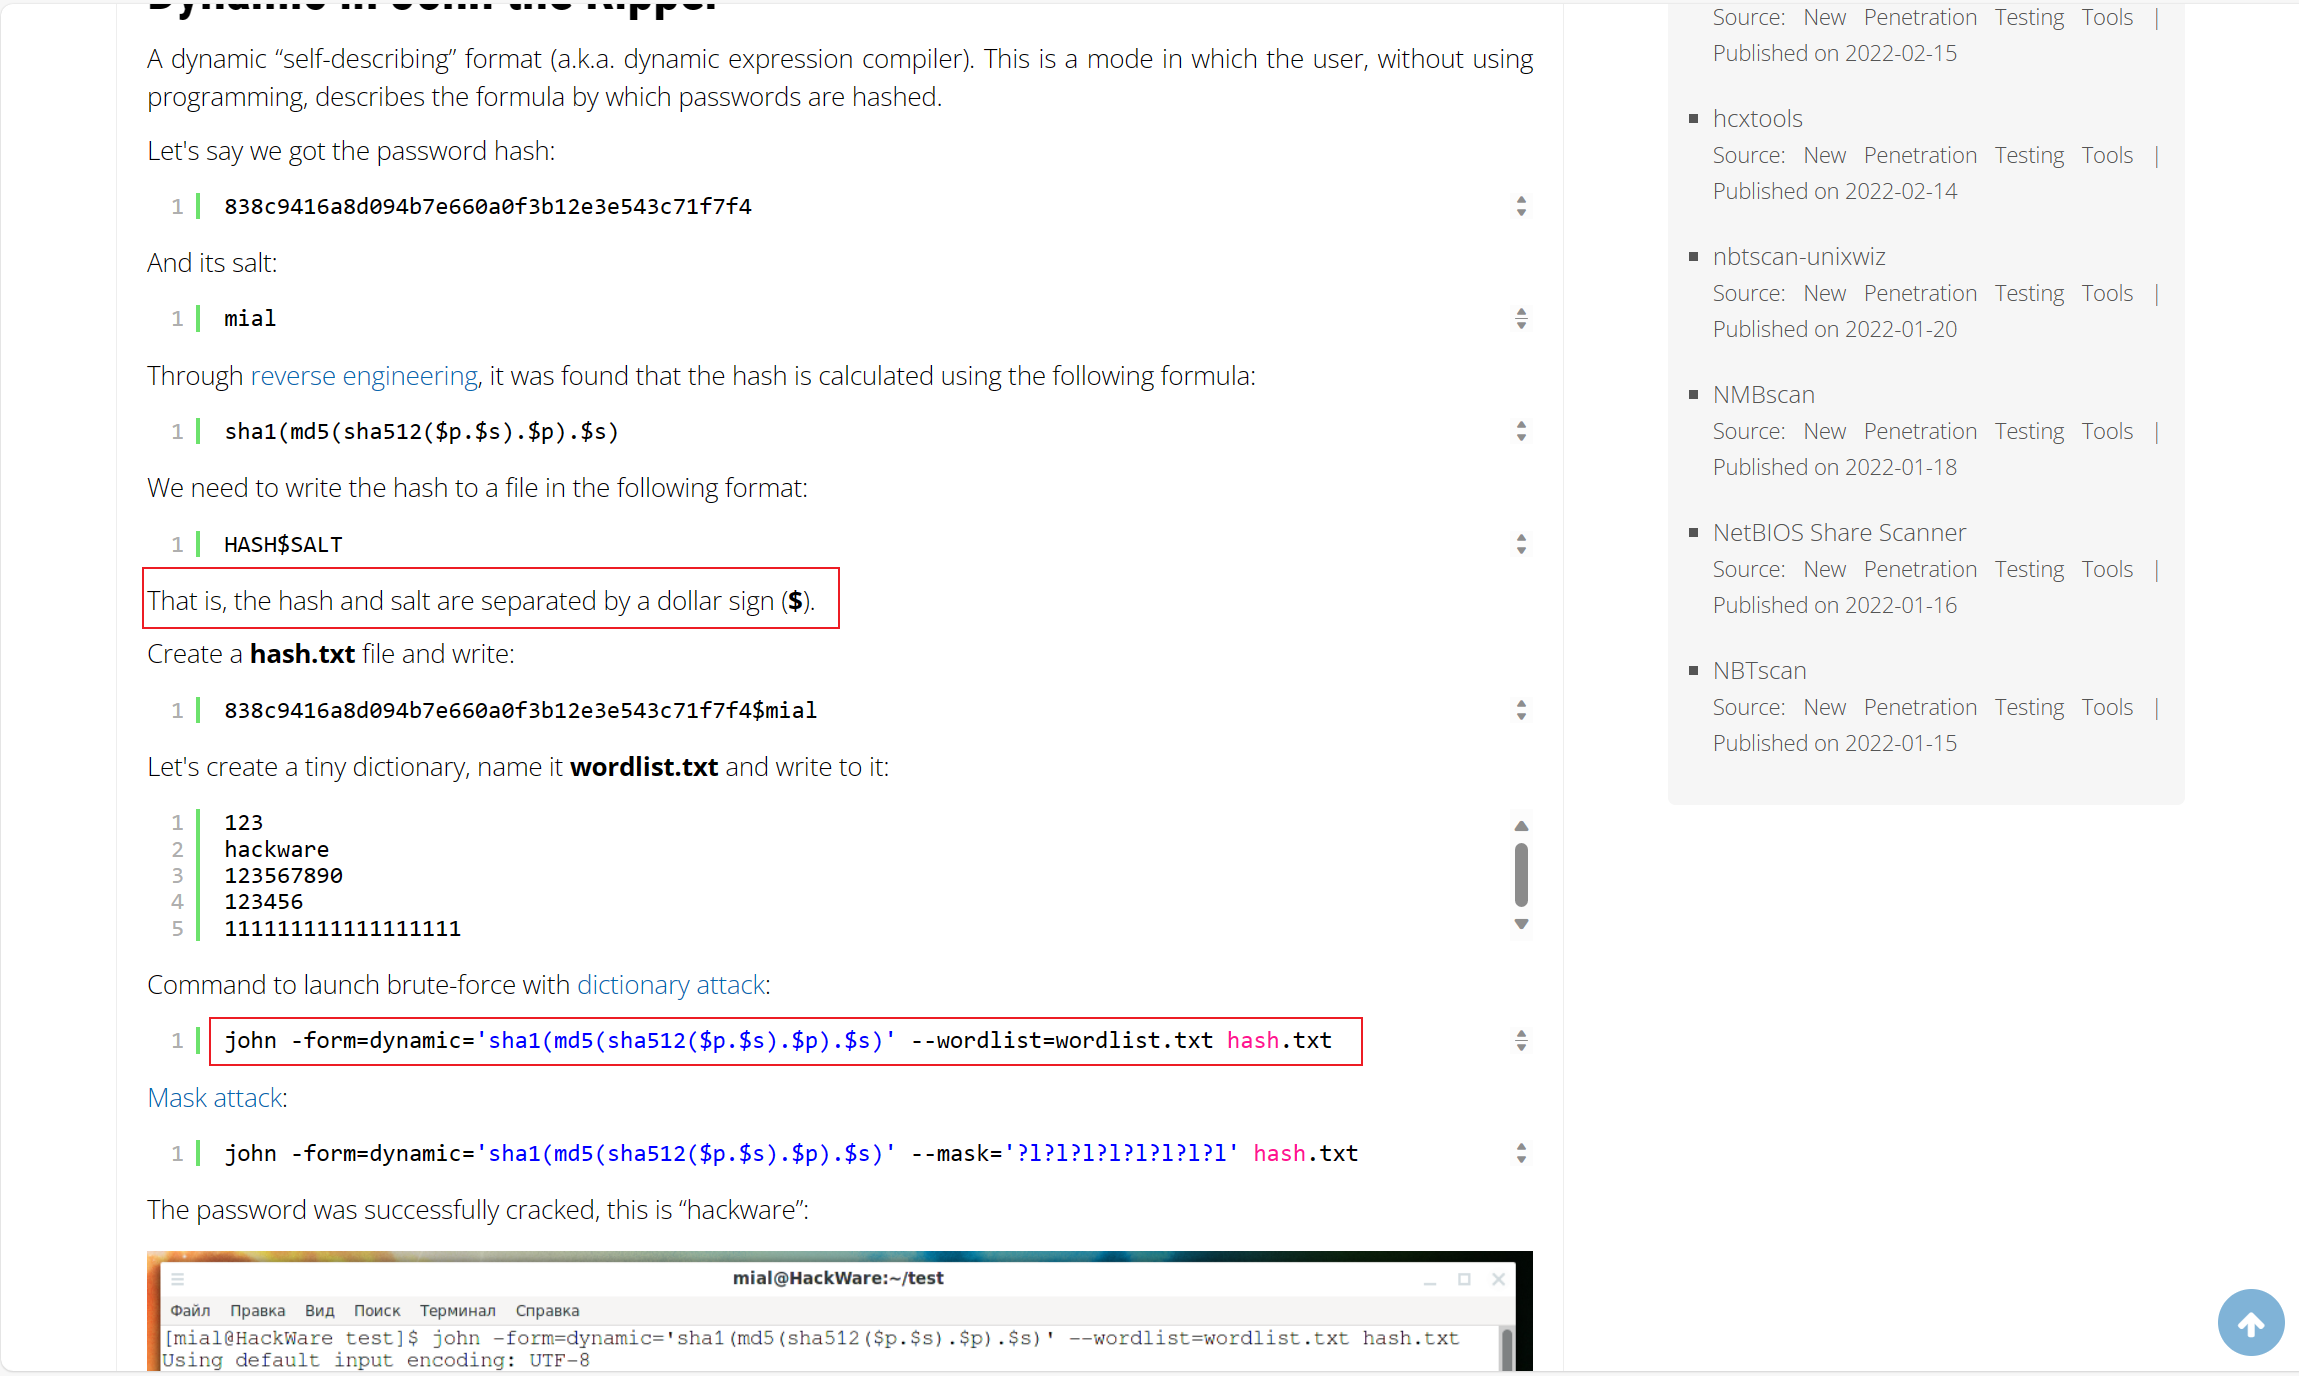 Dynamic in John the Ripper
A dynamic “self-describing” format (a.k.a. dynamic expression compiler). This is a mode in which the user, without using
programming, describes the formula by which passwords are hashed.
Let's say we got the password hash:
1 838c9416a8d094b7e660a0f3b12e3e543c71f7f4
And its salt:
1 mial
Through reverse engineering, it was found that the hash is calculated using the following formula:
1 sha1(md5(sha512($p.$s).$p).$s)
We need to write the hash to a file in the following format:
1 HASH$SALT
That is, the hash and salt are separated by a dollar sign ($).
Create a hash.txt file and write:
1 838c9416a8d094b7e660a0f3b12e3e543c71f7f4$mial
Let's create a tiny dictionary, name it wordlist.txt and write to it:
1 123
2 hackware
3 123567890
4 123456
5 111111111111111111
Command to launch brute-force with dictionary attack:
1 john -form=dynamic='sha1(md5(sha512($p.$s).$p).$s)' --wordlist=wordlist.txt hash.txt
Mask attack:
1 john -form=dynamic='sha1(md5(sha512($p.$s).$p).$s)' --mask='?l?l?l?l?l?l?l?l' hash.txt
The password was successfully cracked, this is “hackware”:
mial@HackWare:~/test
Файл Правка Вид Поиск Терминал Справка
[mial@HackWare test]$ john -form=dynamic='sha1(md5(sha512($p.$s).$p).$s)' --wordlist=wordlist.txt hash.txt
Using default input encoding: UTF-8
Source: New Penetration Testing Tools |
Published on 2022-02-15
hcxtools
Source: New Penetration Testing Tools |
Published on 2022-02-14
nbtscan-unixwiz
Source: New Penetration Testing Tools |
Published on 2022-01-20
NMBscan
Source: New Penetration Testing Tools |
Published on 2022-01-18
NetBIOS Share Scanner
Source: New Penetration Testing Tools |
Published on 2022-01-16
NBTscan
Source: New Penetration Testing Tools |
Published on 2022-01-15